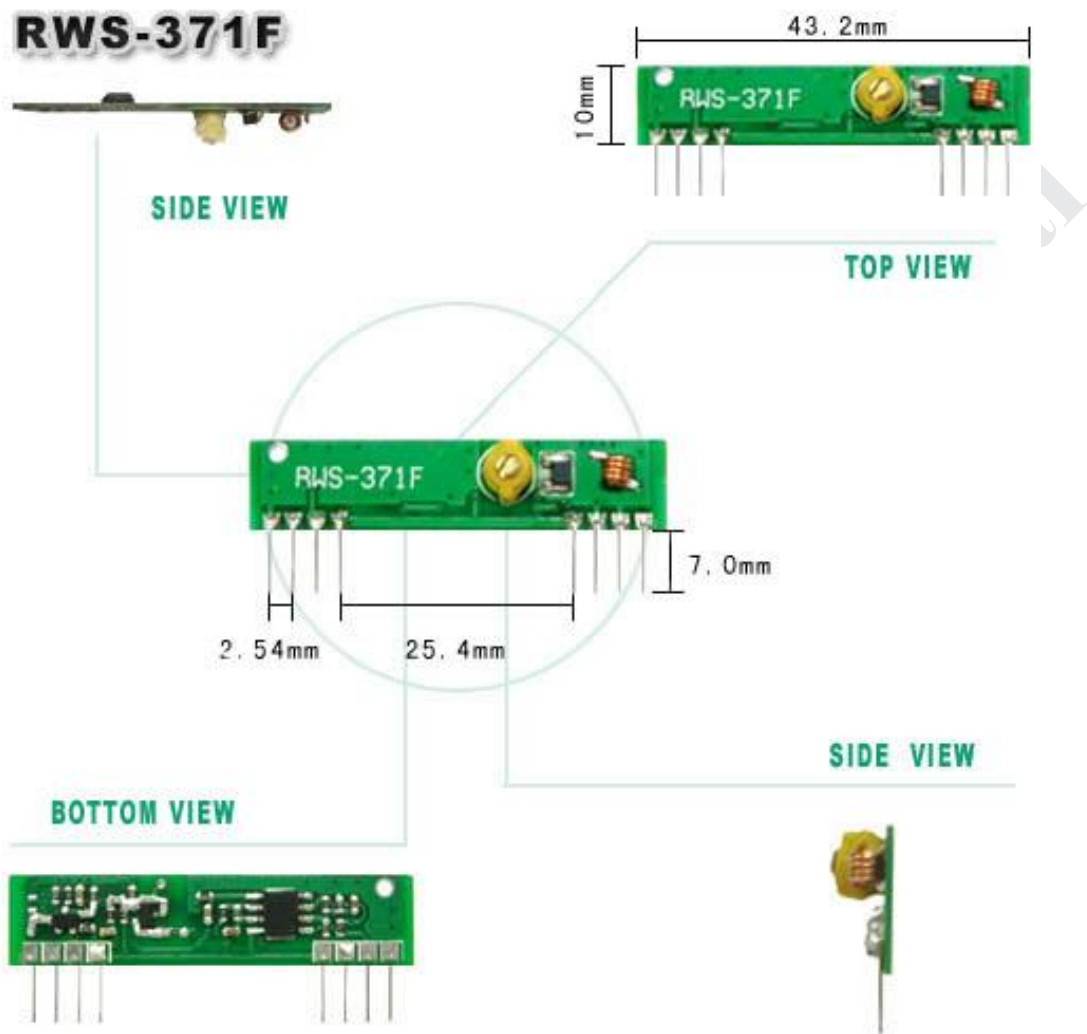 RWS-371F
43.2mm
10mm
RWS-371F
SIDE VIEW
TOP VIEW
RWS-371F
7.0mm
2.54mm
25.4mm
SIDE VIEW
BOTTOM VIEW